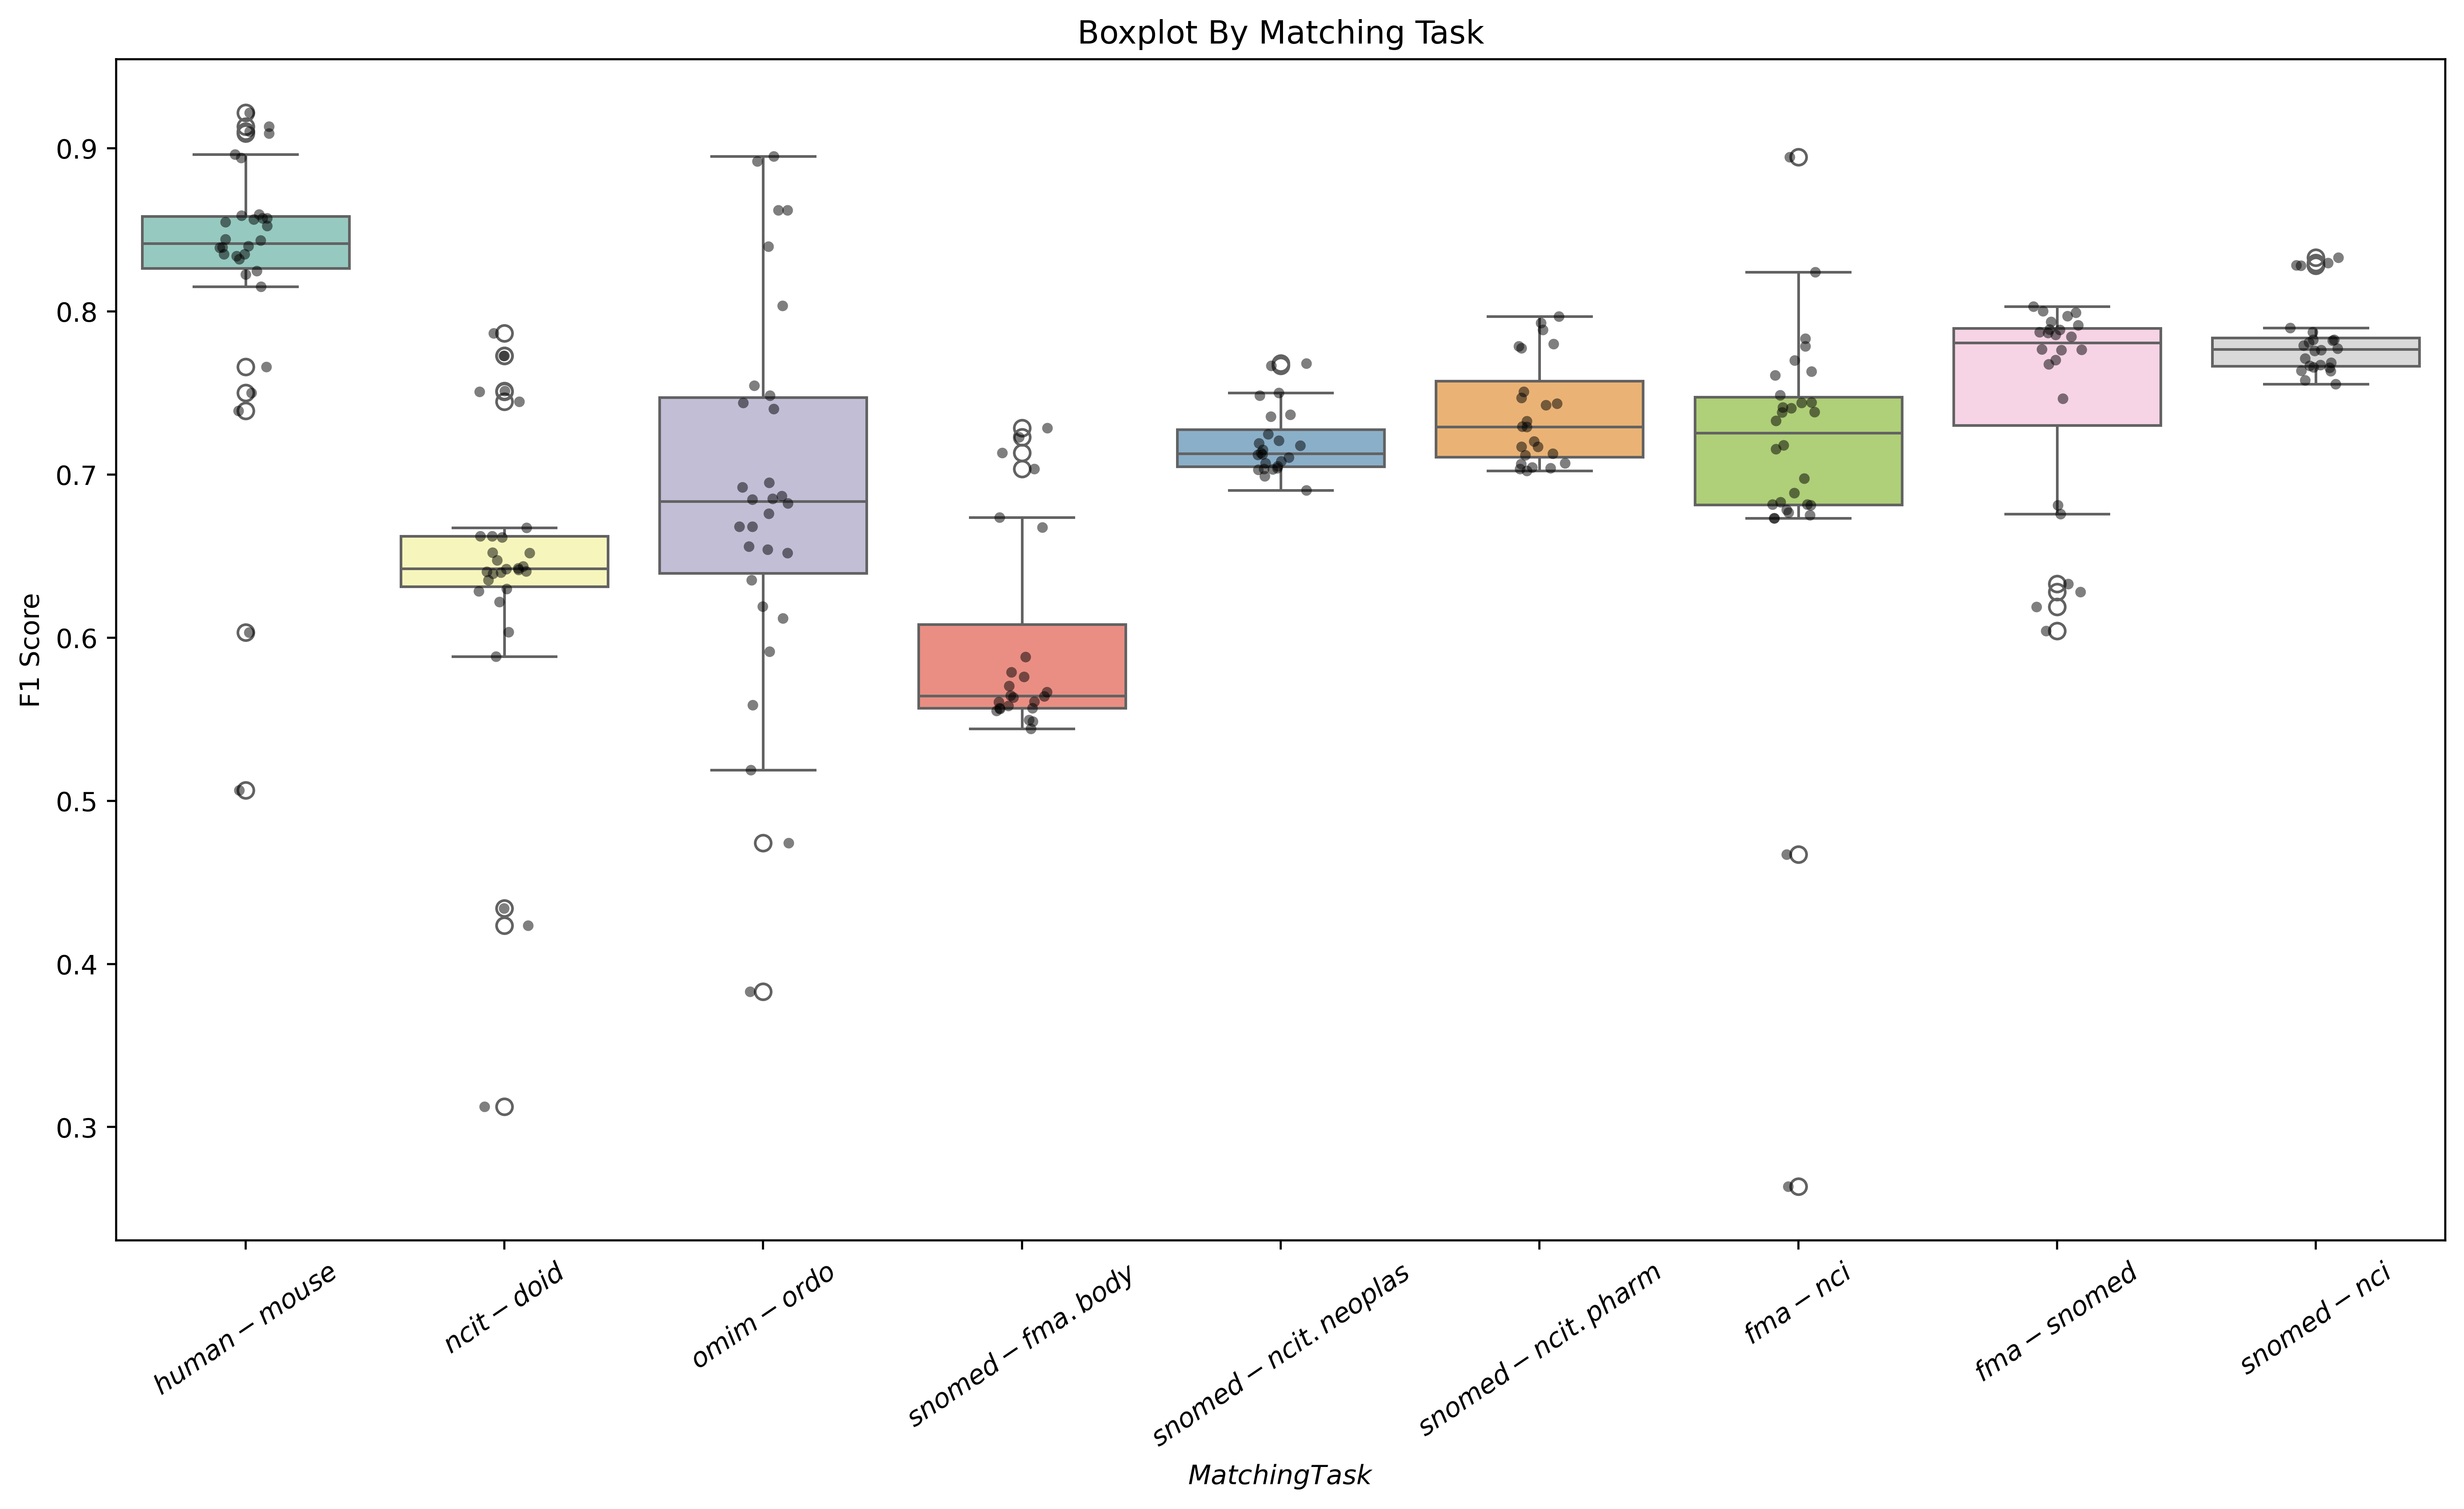 Boxplot By Matching Task
F1 Score
0.9
0.8
0.7
0.6
0.5
0.4
0.3
human − mouse
ncit − doid
omim − ordo
snomed − fma. body
snomed − ncit. neoplas
snomed − ncit. pharm
fma − nci
fma − snomed
snomed − nci
MatchingTask